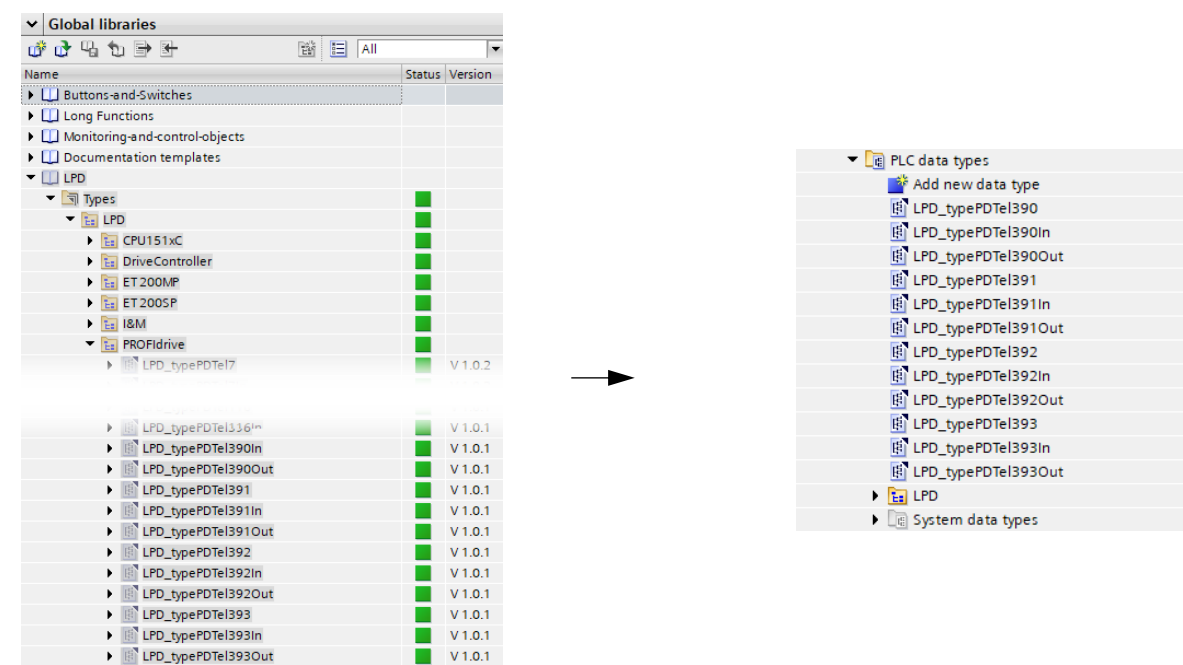 Global libraries
All
Name Status Version
Buttons-and-Switches
Long Functions
Monitoring-and-control-objects
Documentation templates
LPD
Types
LPD
CPU151xC
DriveController
ET200MP
ET200SP
I&M
PROFIdrive
LPD_typePDTel7 V 1.0.2
LPD_typePDTel336In V 1.0.1
LPD_typePDTel390In V 1.0.1
LPD_typePDTel390Out V 1.0.1
LPD_typePDTel391 V 1.0.1
LPD_typePDTel391In V 1.0.1
LPD_typePDTel391Out V 1.0.1
LPD_typePDTel392 V 1.0.1
LPD_typePDTel392In V 1.0.1
LPD_typePDTel392Out V 1.0.1
LPD_typePDTel393 V 1.0.1
LPD_typePDTel393In V 1.0.1
LPD_typePDTel393Out V 1.0.1
PLC data types
Add new data type
LPD_typePDTel390
LPD_typePDTel390In
LPD_typePDTel390Out
LPD_typePDTel391
LPD_typePDTel391In
LPD_typePDTel391Out
LPD_typePDTel392
LPD_typePDTel392In
LPD_typePDTel392Out
LPD_typePDTel393
LPD_typePDTel393In
LPD_typePDTel393Out
LPD
System data types